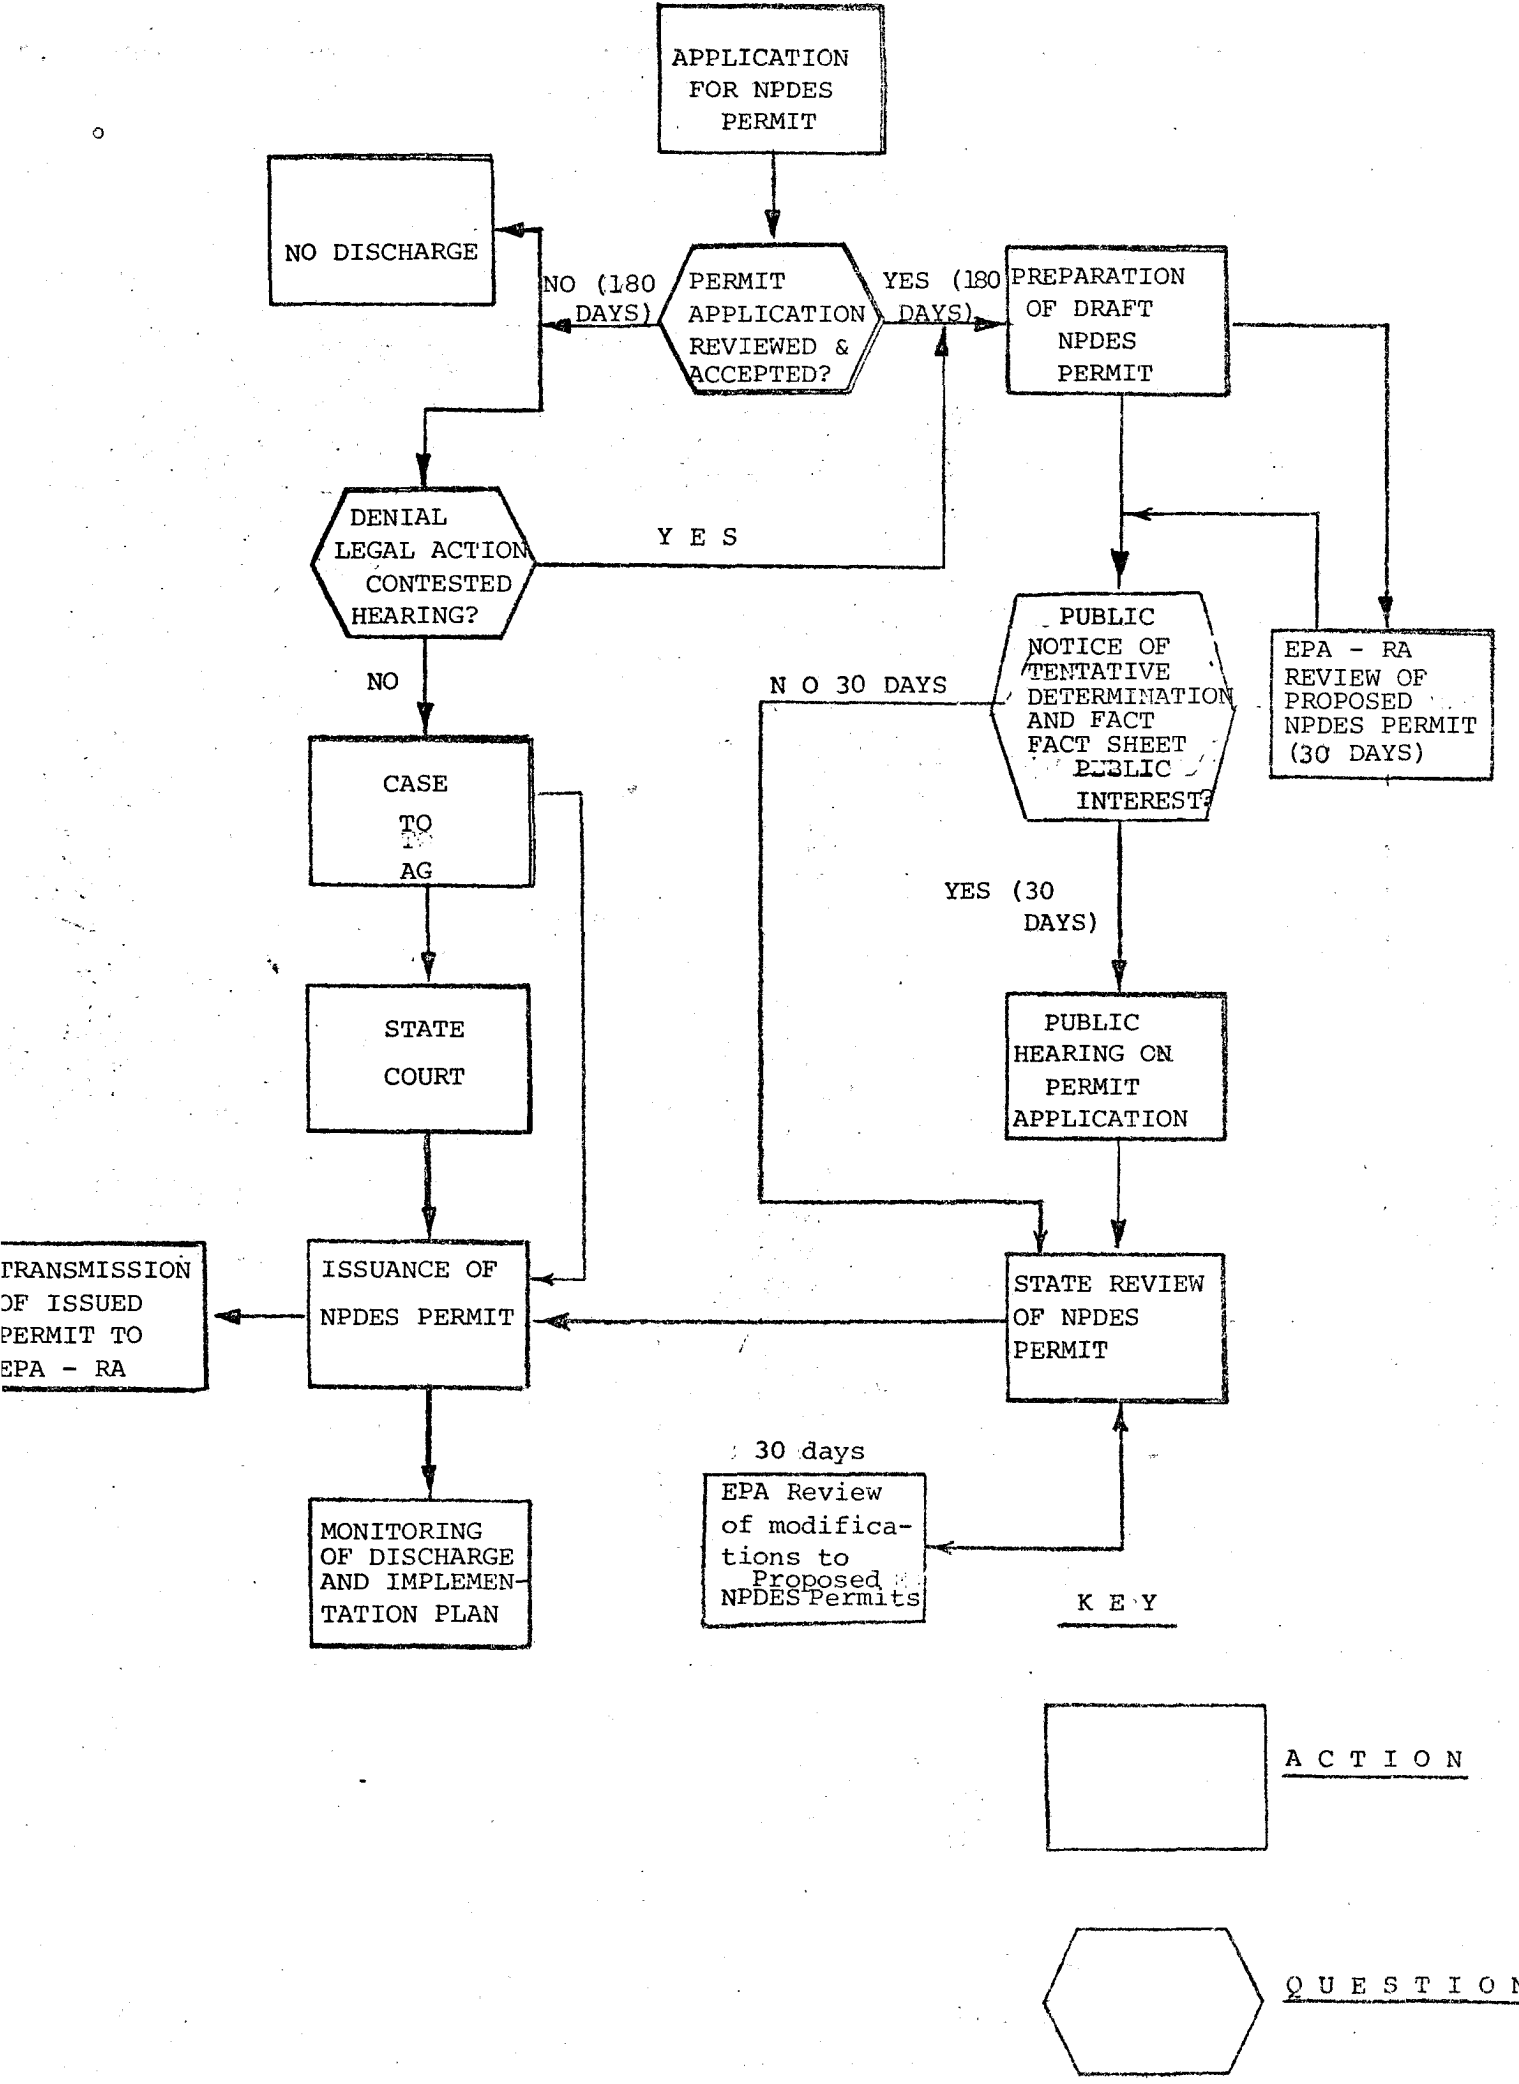 APPLICATION
FOR NPDES
PERMIT
NO DISCHARGE
NO (180
DAYS)
PERMIT
APPLICATION
REVIEWED &
ACCEPTED?
YES (180
DAYS)
PREPARATION
OF DRAFT
NPDES
PERMIT
DENIAL
LEGAL ACTION
CONTESTED
HEARING?
Y E S
NO
PUBLIC
NOTICE OF
TENTATIVE
DETERMINATION
AND FACT
FACT SHEET
PUBLIC
INTEREST?
EPA - RA
REVIEW OF
PROPOSED
NPDES PERMIT
(30 DAYS)
N O 30 DAYS
CASE
TO
AG
YES (30
DAYS)
STATE
COURT
PUBLIC
HEARING ON
PERMIT
APPLICATION
TRANSMISSION
OF ISSUED
PERMIT TO
EPA - RA
ISSUANCE OF
NPDES PERMIT
STATE REVIEW
OF NPDES
PERMIT
30 days
EPA Review
of modifica-
tions to
Proposed
NPDES Permits
MONITORING
OF DISCHARGE
AND IMPLEMEN-
TATION PLAN
K E Y
A C T I O N
Q U E S T I O N